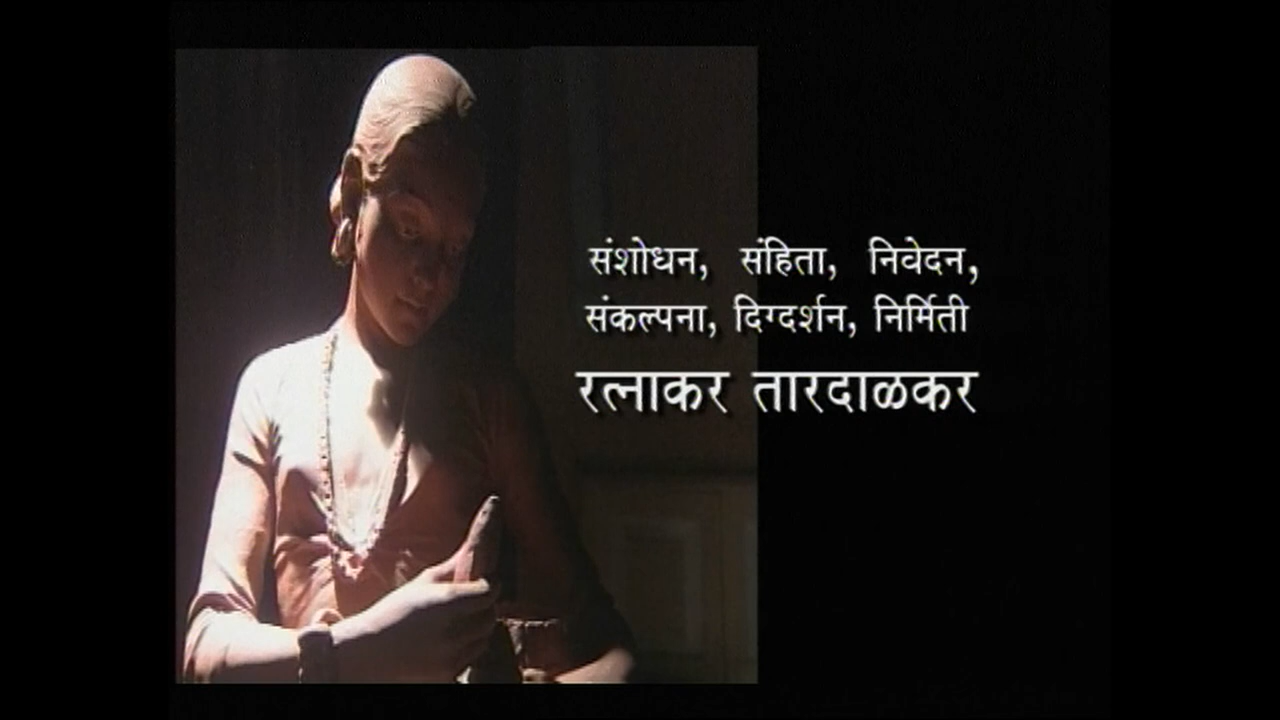 संशोधन, संहिता, निवेदन,
संकल्पना, दिग्दर्शन, निर्मिती
रत्नाकर तारदाळकर